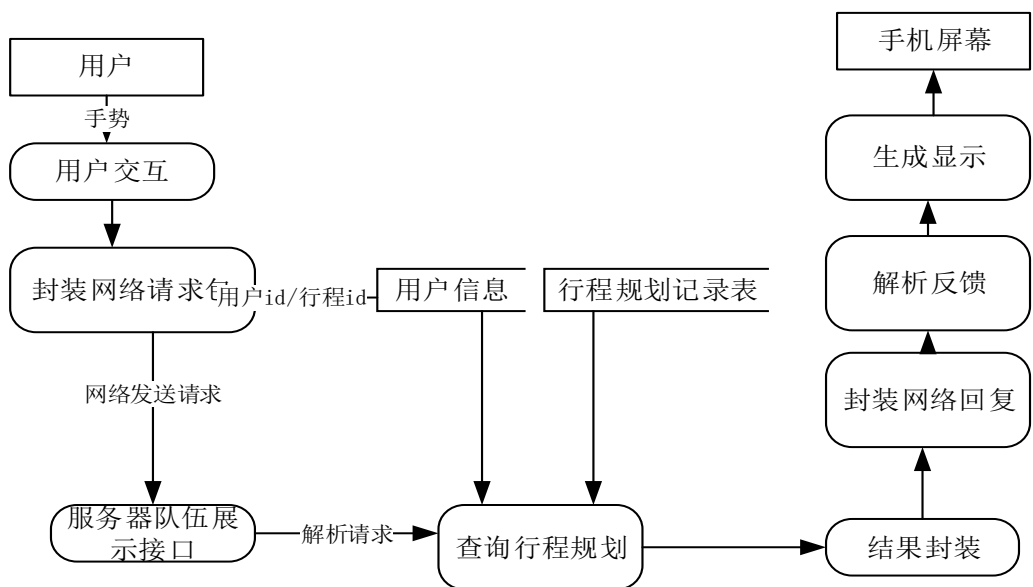 用户
手势
用户交互
封装网络请求包
用户id/行程id
用户信息
行程规划记录表
网络发送请求
服务器队伍展
示接口
解析请求
查询行程规划
结果封装
封装网络回复
解析反馈
生成显示
手机屏幕